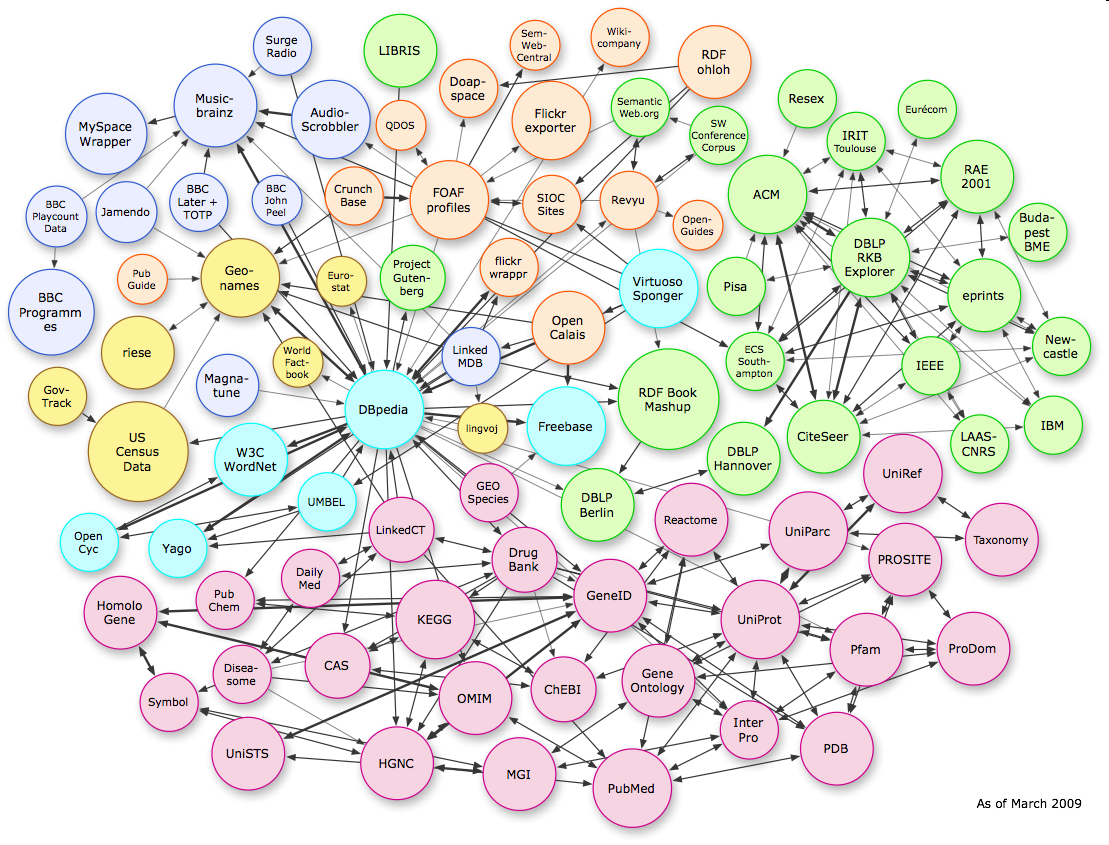 Surge
Radio
LIBRIS
Sem-
Web-
Central
Wiki-
company
RDF
ohloh
Doap-
space
Music-
brainz
MySpace
Wrapper
Audio-
Scrobbler
QDOS
Flickr
exporter
Semantic
Web.org
SW
Conference
Corpus
Resex
Eurécom
IRIT
Toulouse
RAE
2001
ACM
BBC
Playcount
Data
Jamendo
BBC
Later +
TOTP
BBC
John
Peel
Crunch
Base
FOAF
profiles
SIOC
Sites
Revyu
Open-
Guides
DBLP
RKB
Explorer
Buda-
pest
BME
Pub
Guide
Geo-
names
Euro-
stat
Project
Guten-
berg
flickr
wrappr
Virtuoso
Sponger
Pisa
eprints
BBC
Programm
es
riese
World
Fact-
book
Linked
MDB
Open
Calais
ECS
South-
ampton
New-
castle
IEEE
Gov-
Track
Magna-
tune
DBpedia
RDF Book
Mashup
US
Census
Data
W3C
WordNet
lingvoj
Freebase
CiteSeer
LAAS-
CNRS
IBM
DBLP
Hannover
UMBEL
GEO
Species
DBLP
Berlin
UniRef
Open
Cyc
Yago
LinkedCT
Reactome
UniParc
Taxonomy
Drug
Bank
PROSITE
Daily
Med
Pub
Chem
Homolo
Gene
KEGG
GeneID
UniProt
Pfam
ProDom
CAS
Disea-
some
OMIM
ChEBI
Gene
Ontology
Symbol
Inter
Pro
PDB
UniSTS
HGNC
MGI
PubMed
As of March 2009